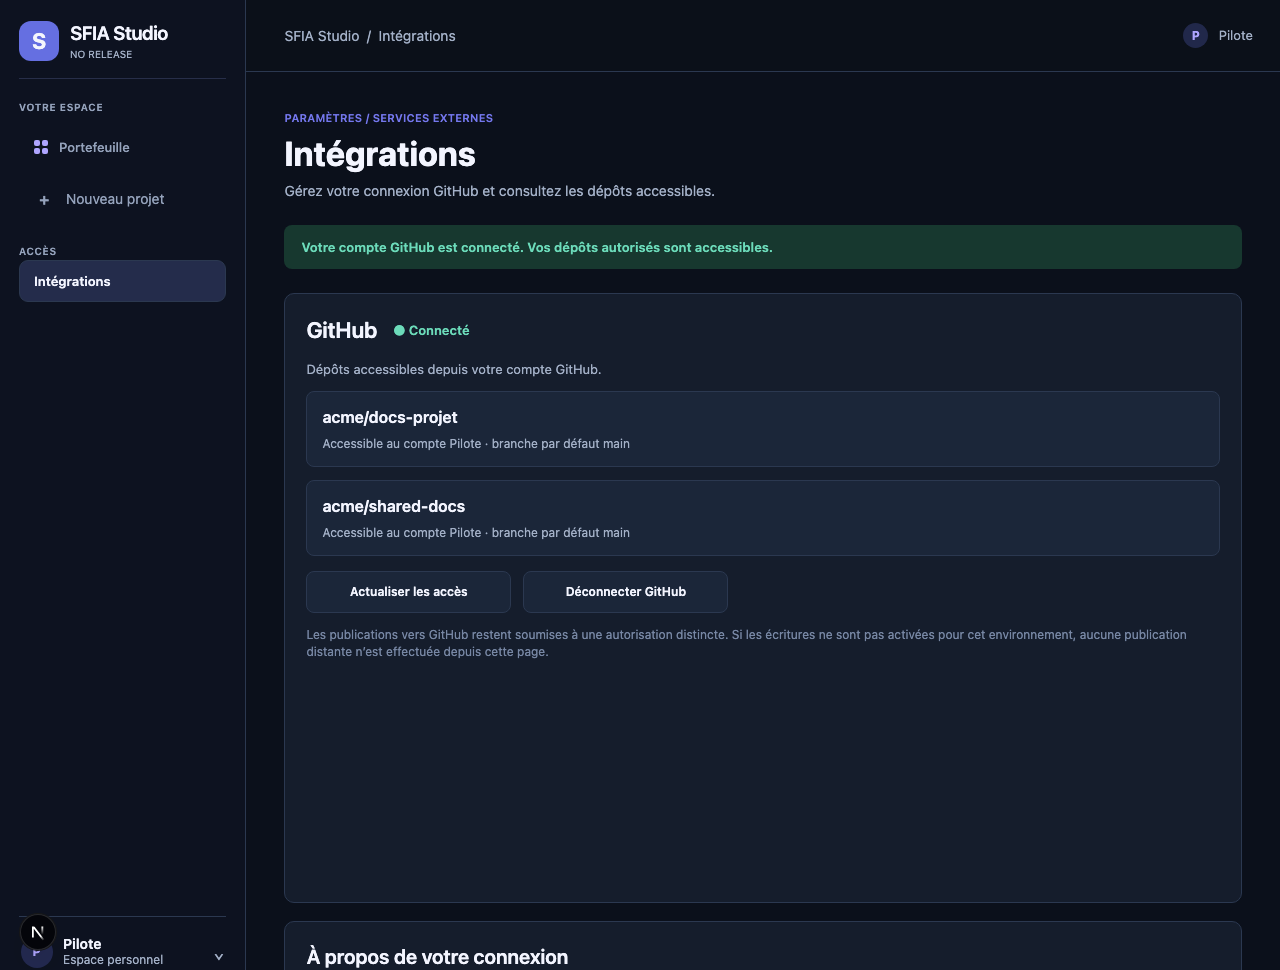 S
SFIA Studio
NO RELEASE
VOTRE ESPACE
Portefeuille
+ Nouveau projet
ACCÈS
Intégrations
N
P
Pilote
Espace personnel
SFIA Studio / Intégrations
P Pilote
PARAMÈTRES / SERVICES EXTERNES
Intégrations
Gérez votre connexion GitHub et consultez les dépôts accessibles.
Votre compte GitHub est connecté. Vos dépôts autorisés sont accessibles.
GitHub
Connecté
Dépôts accessibles depuis votre compte GitHub.
acme/docs-projet
Accessible au compte Pilote · branche par défaut main
acme/shared-docs
Accessible au compte Pilote · branche par défaut main
Actualiser les accès
Déconnecter GitHub
Les publications vers GitHub restent soumises à une autorisation distincte. Si les écritures ne sont pas activées pour cet environnement, aucune publication
distante n’est effectuée depuis cette page.
À propos de votre connexion